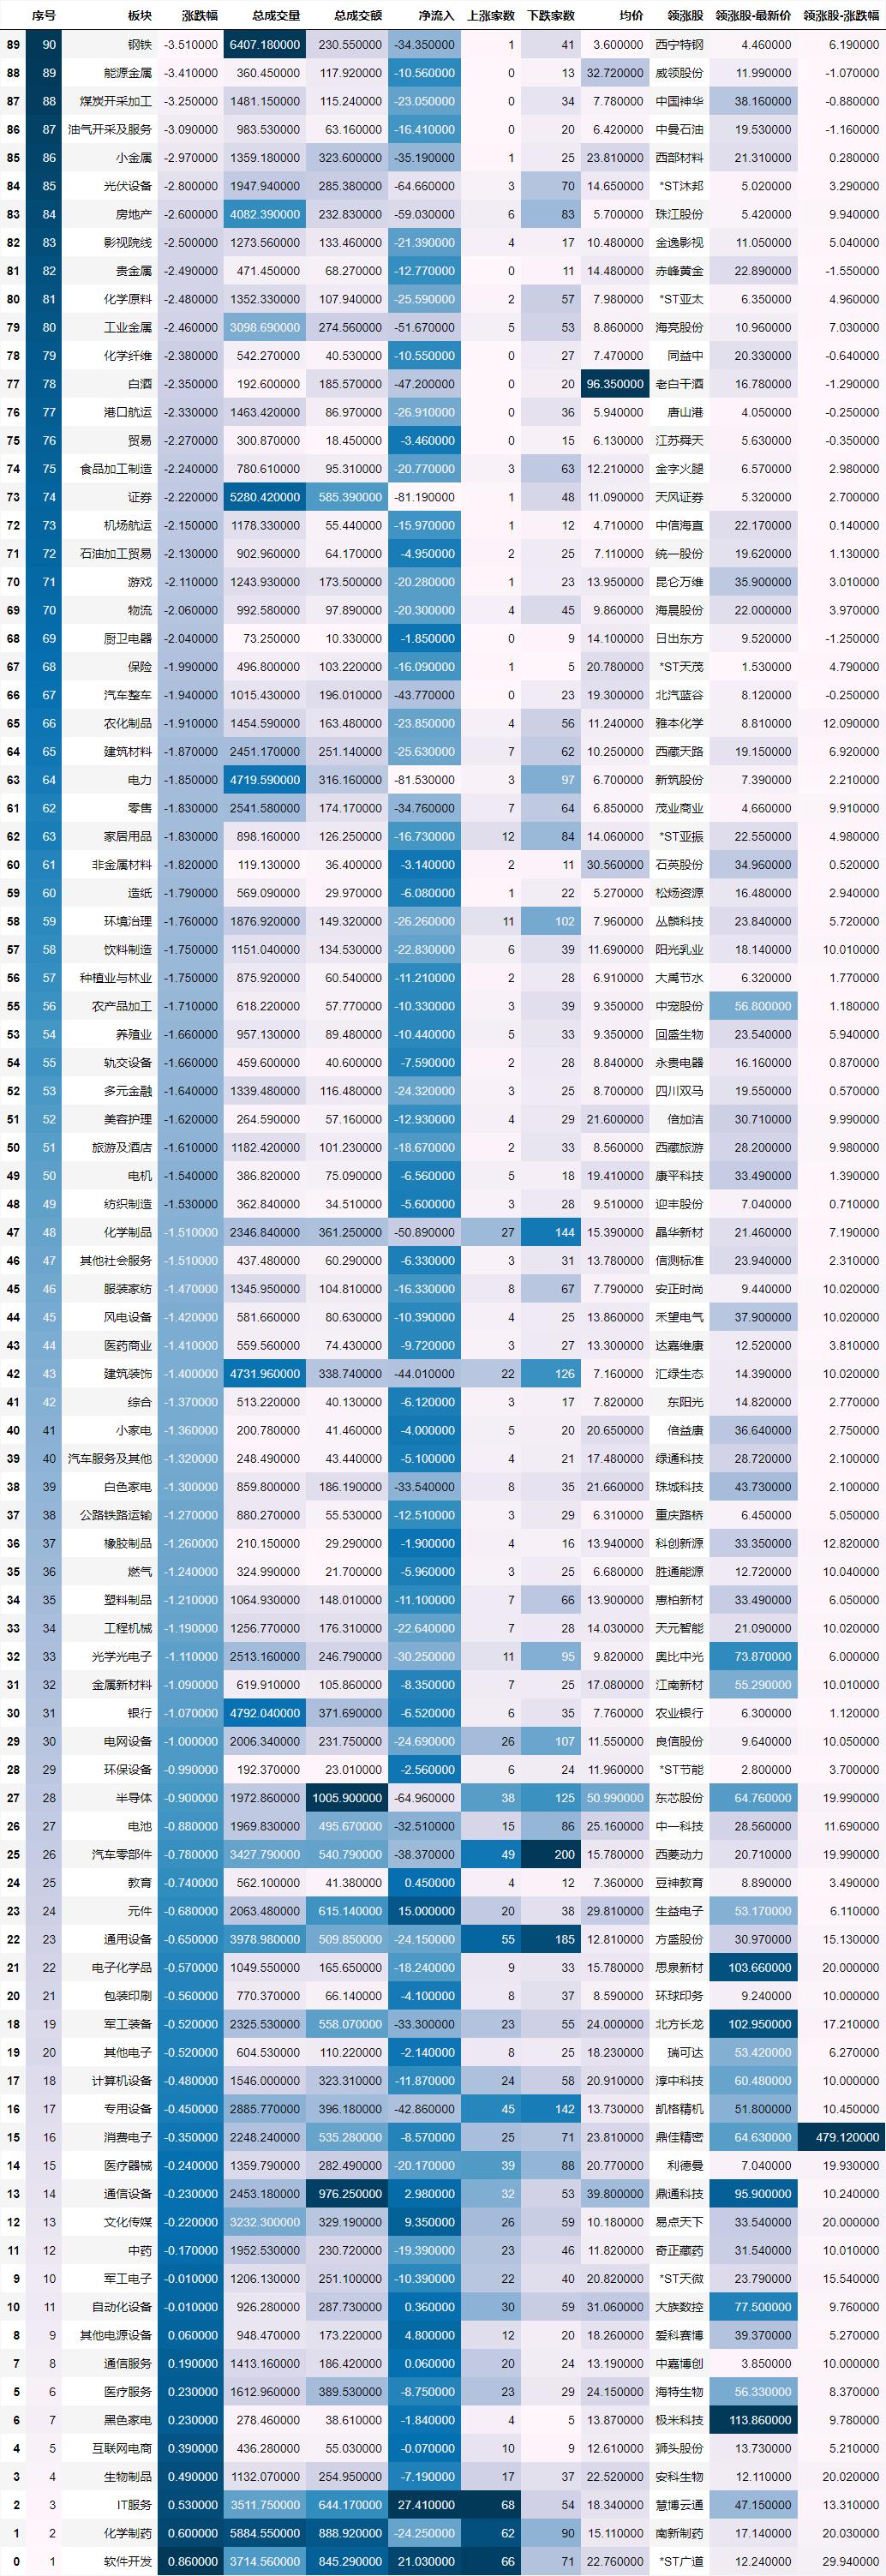 序号 板块 涨跌幅 总成交量 总成交额 净流入 上涨家数 下跌家数 均价 领涨股 领涨股-最新价 领涨股-涨跌幅
89 90 钢铁 -3.510000 6407.180000 230.550000 -34.350000 1 41 3.600000 西宁特钢 4.460000 6.190000
88 89 能源金属 -3.410000 360.450000 117.920000 -10.560000 0 13 32.720000 威领股份 11.990000 -1.070000
87 88 煤炭开采加工 -3.250000 1481.150000 115.240000 -23.050000 0 34 7.780000 中国神华 38.160000 -0.880000
86 87 油气开采及服务 -3.090000 983.530000 63.160000 -16.410000 0 20 6.420000 中曼石油 19.530000 -1.160000
85 86 小金属 -2.970000 1359.180000 323.600000 -35.190000 1 25 23.810000 西部材料 21.310000 0.280000
84 85 光伏设备 -2.800000 1947.940000 285.380000 -64.660000 3 70 14.650000 *ST沐邦 5.020000 3.290000
83 84 房地产 -2.600000 4082.390000 232.830000 -59.030000 6 83 5.700000 珠江股份 5.420000 9.940000
82 83 影视院线 -2.500000 1273.560000 133.460000 -21.390000 4 17 10.480000 金逸影视 11.050000 5.040000
81 82 贵金属 -2.490000 471.450000 68.270000 -12.770000 0 11 14.480000 赤峰黄金 22.890000 -1.550000
80 81 化学原料 -2.480000 1352.330000 107.940000 -25.590000 2 57 7.980000 *ST亚太 6.350000 4.960000
79 80 工业金属 -2.460000 3098.690000 274.560000 -51.670000 5 53 8.860000 海亮股份 10.960000 7.030000
78 79 化学纤维 -2.380000 542.270000 40.530000 -10.550000 0 27 7.470000 同益中 20.330000 -0.640000
77 78 白酒 -2.350000 192.600000 185.570000 -47.200000 0 20 96.350000 老白干酒 16.780000 -1.290000
76 77 港口航运 -2.330000 1463.420000 86.970000 -26.910000 0 36 5.940000 唐山港 4.050000 -0.250000
75 76 贸易 -2.270000 300.870000 18.450000 -3.460000 0 15 6.130000 江苏舜天 5.630000 -0.350000
74 75 食品加工制造 -2.240000 780.610000 95.310000 -20.770000 3 63 12.210000 金字火腿 6.570000 2.980000
73 74 证券 -2.220000 5280.420000 585.390000 -81.190000 1 48 11.090000 天风证券 5.320000 2.700000
72 73 机场航运 -2.150000 1178.330000 55.440000 -15.970000 1 12 4.710000 中信海直 22.170000 0.140000
71 72 石油加工贸易 -2.130000 902.960000 64.170000 -4.950000 2 25 7.110000 统一股份 19.620000 1.130000
70 71 游戏 -2.110000 1243.930000 173.500000 -20.280000 1 23 13.950000 昆仑万维 35.900000 3.010000
69 70 物流 -2.060000 992.580000 97.890000 -20.300000 4 45 9.860000 海晨股份 22.000000 3.970000
68 69 厨卫电器 -2.040000 73.250000 10.330000 -1.850000 0 9 14.100000 日出东方 9.520000 -1.250000
67 68 保险 -1.990000 496.800000 103.220000 -16.090000 1 5 20.780000 *ST天茂 1.530000 4.790000
66 67 汽车整车 -1.940000 1015.430000 196.010000 -43.770000 0 23 19.300000 北汽蓝谷 8.120000 -0.250000
65 66 农化制品 -1.910000 1454.590000 163.480000 -23.850000 4 56 11.240000 雅本化学 8.810000 12.090000
64 65 建筑材料 -1.870000 2451.170000 251.140000 -25.630000 7 62 10.250000 西藏天路 19.150000 6.920000
63 64 电力 -1.850000 4719.590000 316.160000 -81.530000 3 97 6.700000 新筑股份 7.390000 2.210000
61 62 零售 -1.830000 2541.580000 174.170000 -34.760000 7 64 6.850000 茂业商业 4.660000 9.910000
62 63 家居用品 -1.830000 898.160000 126.250000 -16.730000 12 84 14.060000 *ST亚振 22.550000 4.980000
60 61 非金属材料 -1.820000 119.130000 36.400000 -3.140000 2 11 30.560000 石英股份 34.960000 0.520000
59 60 造纸 -1.790000 569.090000 29.970000 -6.080000 1 22 5.270000 松炀资源 16.480000 2.940000
58 59 环境治理 -1.760000 1876.920000 149.320000 -26.260000 11 102 7.960000 丛麟科技 23.840000 5.720000
57 58 饮料制造 -1.750000 1151.040000 134.530000 -22.830000 6 39 11.690000 阳光乳业 18.140000 10.010000
56 57 种植业与林业 -1.750000 875.920000 60.540000 -11.210000 2 28 6.910000 大禹节水 6.320000 1.770000
55 56 农产品加工 -1.710000 618.220000 57.770000 -10.330000 3 39 9.350000 中宠股份 56.800000 1.180000
53 54 养殖业 -1.660000 957.130000 89.480000 -10.440000 5 33 9.350000 回盛生物 23.540000 5.940000
54 55 轨交设备 -1.660000 459.600000 40.600000 -7.590000 2 28 8.840000 永贵电器 16.160000 0.870000
52 53 多元金融 -1.640000 1339.480000 116.480000 -24.320000 3 25 8.700000 四川双马 19.550000 0.570000
51 52 美容护理 -1.620000 264.590000 57.160000 -12.930000 4 29 21.600000 倍加洁 30.710000 9.990000
50 51 旅游及酒店 -1.610000 1182.420000 101.230000 -18.670000 2 33 8.560000 西藏旅游 28.200000 9.980000
49 50 电机 -1.540000 386.820000 75.090000 -6.560000 5 18 19.410000 康平科技 33.490000 1.390000
48 49 纺织制造 -1.530000 362.840000 34.510000 -5.600000 3 28 9.510000 迎丰股份 7.040000 0.710000
47 48 化学制品 -1.510000 2346.840000 361.250000 -50.890000 27 144 15.390000 晶华新材 21.460000 7.190000
46 47 其他社会服务 -1.510000 437.480000 60.290000 -6.330000 3 31 13.780000 信测标准 23.940000 2.310000
45 46 服装家纺 -1.470000 1345.950000 104.810000 -16.330000 8 67 7.790000 安正时尚 9.440000 10.020000
44 45 风电设备 -1.420000 581.660000 80.630000 -10.390000 4 25 13.860000 禾望电气 37.900000 10.020000
43 44 医药商业 -1.410000 559.560000 74.430000 -9.720000 3 27 13.300000 达嘉维康 12.520000 3.810000
42 43 建筑装饰 -1.400000 4731.960000 338.740000 -44.010000 22 126 7.160000 汇绿生态 14.390000 10.020000
41 42 综合 -1.370000 513.220000 40.130000 -6.120000 3 17 7.820000 东阳光 14.820000 2.770000
40 41 小家电 -1.360000 200.780000 41.460000 -4.000000 5 20 20.650000 倍益康 36.640000 2.750000
39 40 汽车服务及其他 -1.320000 248.490000 43.440000 -5.100000 4 21 17.480000 绿通科技 28.720000 2.100000
38 39 白色家电 -1.300000 859.800000 186.190000 -33.540000 8 35 21.660000 珠城科技 43.730000 2.100000
37 38 公路铁路运输 -1.270000 880.270000 55.530000 -12.510000 3 29 6.310000 重庆路桥 6.450000 5.050000
36 37 橡胶制品 -1.260000 210.150000 29.290000 -1.900000 4 16 13.940000 科创新源 33.350000 12.820000
35 36 燃气 -1.240000 324.990000 21.700000 -5.960000 3 25 6.680000 胜通能源 12.720000 10.040000
34 35 塑料制品 -1.210000 1064.930000 148.010000 -11.100000 7 66 13.900000 惠柏新材 33.490000 6.050000
33 34 工程机械 -1.190000 1256.770000 176.310000 -22.640000 7 28 14.030000 天元智能 21.090000 10.020000
32 33 光学光电子 -1.110000 2513.160000 246.790000 -30.250000 11 95 9.820000 奥比中光 73.870000 6.000000
31 32 金属新材料 -1.090000 619.910000 105.860000 -8.350000 7 25 17.080000 江南新材 55.290000 10.010000
30 31 银行 -1.070000 4792.040000 371.690000 -6.520000 6 35 7.760000 农业银行 6.300000 1.120000
29 30 电网设备 -1.000000 2006.340000 231.750000 -24.690000 26 107 11.550000 良信股份 9.640000 10.050000
28 29 环保设备 -0.990000 192.370000 23.010000 -2.560000 6 24 11.960000 *ST节能 2.800000 3.700000
27 28 半导体 -0.900000 1972.860000 1005.900000 -64.960000 38 125 50.990000 东芯股份 64.760000 19.990000
26 27 电池 -0.880000 1969.830000 495.670000 -32.510000 15 86 25.160000 中一科技 28.560000 11.690000
25 26 汽车零部件 -0.780000 3427.790000 540.790000 -38.370000 49 200 15.780000 西菱动力 20.710000 19.990000
24 25 教育 -0.740000 562.100000 41.380000 0.450000 4 12 7.360000 豆神教育 8.890000 3.490000
23 24 元件 -0.680000 2063.480000 615.140000 15.000000 20 38 29.810000 生益电子 53.170000 6.110000
22 23 通用设备 -0.650000 3978.980000 509.850000 -24.150000 55 185 12.810000 方盛股份 30.970000 15.130000
21 22 电子化学品 -0.570000 1049.550000 165.650000 -18.240000 9 33 15.780000 思泉新材 103.660000 20.000000
20 21 包装印刷 -0.560000 770.370000 66.140000 -4.100000 8 37 8.590000 环球印务 9.240000 10.000000
18 19 军工装备 -0.520000 2325.530000 558.070000 -33.300000 23 55 24.000000 北方长龙 102.950000 17.210000
19 20 其他电子 -0.520000 604.530000 110.220000 -2.140000 8 25 18.230000 瑞可达 53.420000 6.270000
17 18 计算机设备 -0.480000 1546.000000 323.310000 -11.870000 24 58 20.910000 淳中科技 60.480000 10.000000
16 17 专用设备 -0.450000 2885.770000 396.180000 -42.860000 45 142 13.730000 凯格精机 51.800000 10.450000
15 16 消费电子 -0.350000 2248.240000 535.280000 -8.570000 25 71 23.810000 鼎佳精密 64.630000 479.120000
14 15 医疗器械 -0.240000 1359.790000 282.490000 -20.170000 39 88 20.770000 利德曼 7.040000 19.930000
13 14 通信设备 -0.230000 2453.180000 976.250000 2.980000 32 53 39.800000 鼎通科技 95.900000 10.240000
12 13 文化传媒 -0.220000 3232.300000 329.190000 9.350000 26 59 10.180000 易点天下 33.540000 20.000000
11 12 中药 -0.170000 1952.530000 230.720000 -19.390000 23 46 11.820000 奇正藏药 31.540000 10.010000
9 10 军工电子 -0.010000 1206.130000 251.100000 -10.390000 22 40 20.820000 *ST天微 23.790000 15.540000
10 11 自动化设备 -0.010000 926.280000 287.730000 0.360000 30 59 31.060000 大族数控 77.500000 9.760000
8 9 其他电源设备 0.060000 948.470000 173.220000 4.800000 12 20 18.260000 爱科赛博 39.370000 5.270000
7 8 通信服务 0.190000 1413.160000 186.420000 0.060000 20 24 13.190000 中嘉博创 3.850000 10.000000
5 6 医疗服务 0.230000 1612.960000 389.530000 -8.750000 23 29 24.150000 海特生物 56.330000 8.370000
6 7 黑色家电 0.230000 278.460000 38.610000 -1.840000 4 5 13.870000 极米科技 113.860000 9.780000
4 5 互联网电商 0.390000 436.280000 55.030000 -0.070000 10 9 12.610000 狮头股份 13.730000 5.210000
3 4 生物制品 0.490000 1132.070000 254.950000 -7.190000 17 37 22.520000 安科生物 12.110000 20.020000
2 3 IT服务 0.530000 3511.750000 644.170000 27.410000 68 54 18.340000 慧博云通 47.150000 13.310000
1 2 化学制药 0.600000 5884.550000 888.920000 -24.250000 62 90 15.110000 南新制药 17.140000 20.030000
0 1 软件开发 0.860000 3714.560000 845.290000 21.030000 66 71 22.760000 *ST广道 12.240000 29.940000